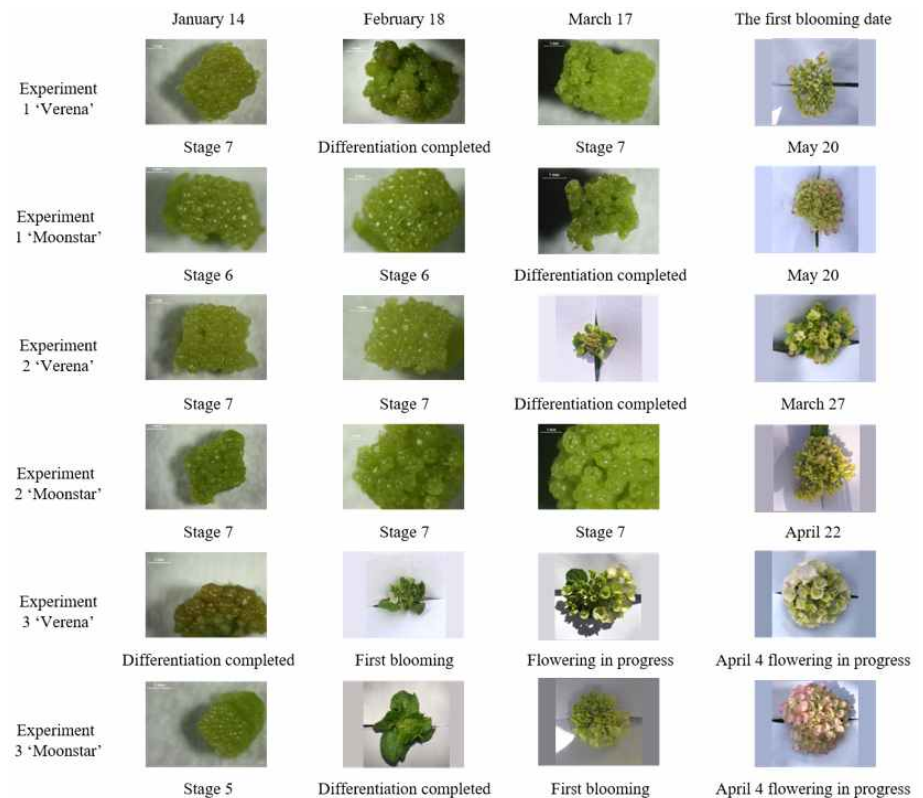 January 14 February 18 March 17 The first blooming date
Experiment
1 ‘Verena’
Stage 7 Differentiation completed Stage 7 May 20
Experiment
1 ‘Moonstar’
Stage 6 Stage 6 Differentiation completed May 20
Experiment
2 ‘Verena’
Stage 7 Stage 7 Differentiation completed March 27
Experiment
2 ‘Moonstar’
Stage 7 Stage 7 Stage 7 April 22
Experiment
3 ‘Verena’
Differentiation completed First blooming Flowering in progress April 4 flowering in progress
Experiment
3 ‘Moonstar’
Stage 5 Differentiation completed First blooming April 4 flowering in progress